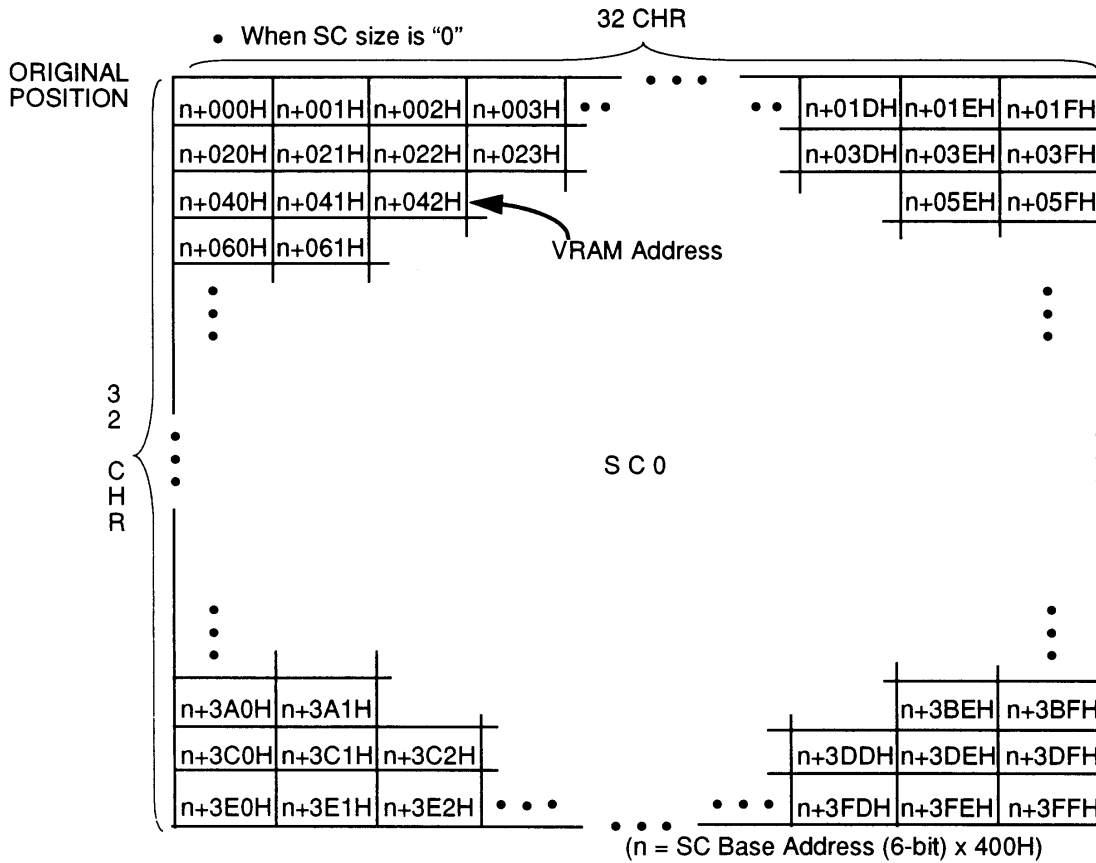 32 CHR
• When SC size is “0”
ORIGINAL
POSITION
n+000H n+001H n+002H n+003H •• •• n+01DH n+01EH n+01FH
n+020H n+021H n+022H n+023H n+03DH n+03EH n+03FH
n+040H n+041H n+042H n+05EH n+05FH
n+060H n+061H
VRAM Address
32 CHR
S C 0
n+3A0H n+3A1H n+3BEH n+3BFH
n+3C0H n+3C1H n+3C2H n+3DDH n+3DEH n+3DFH
n+3E0H n+3E1H n+3E2H ••• ••• n+3FDH n+3FEH n+3FFH
(n = SC Base Address (6-bit) x 400H)